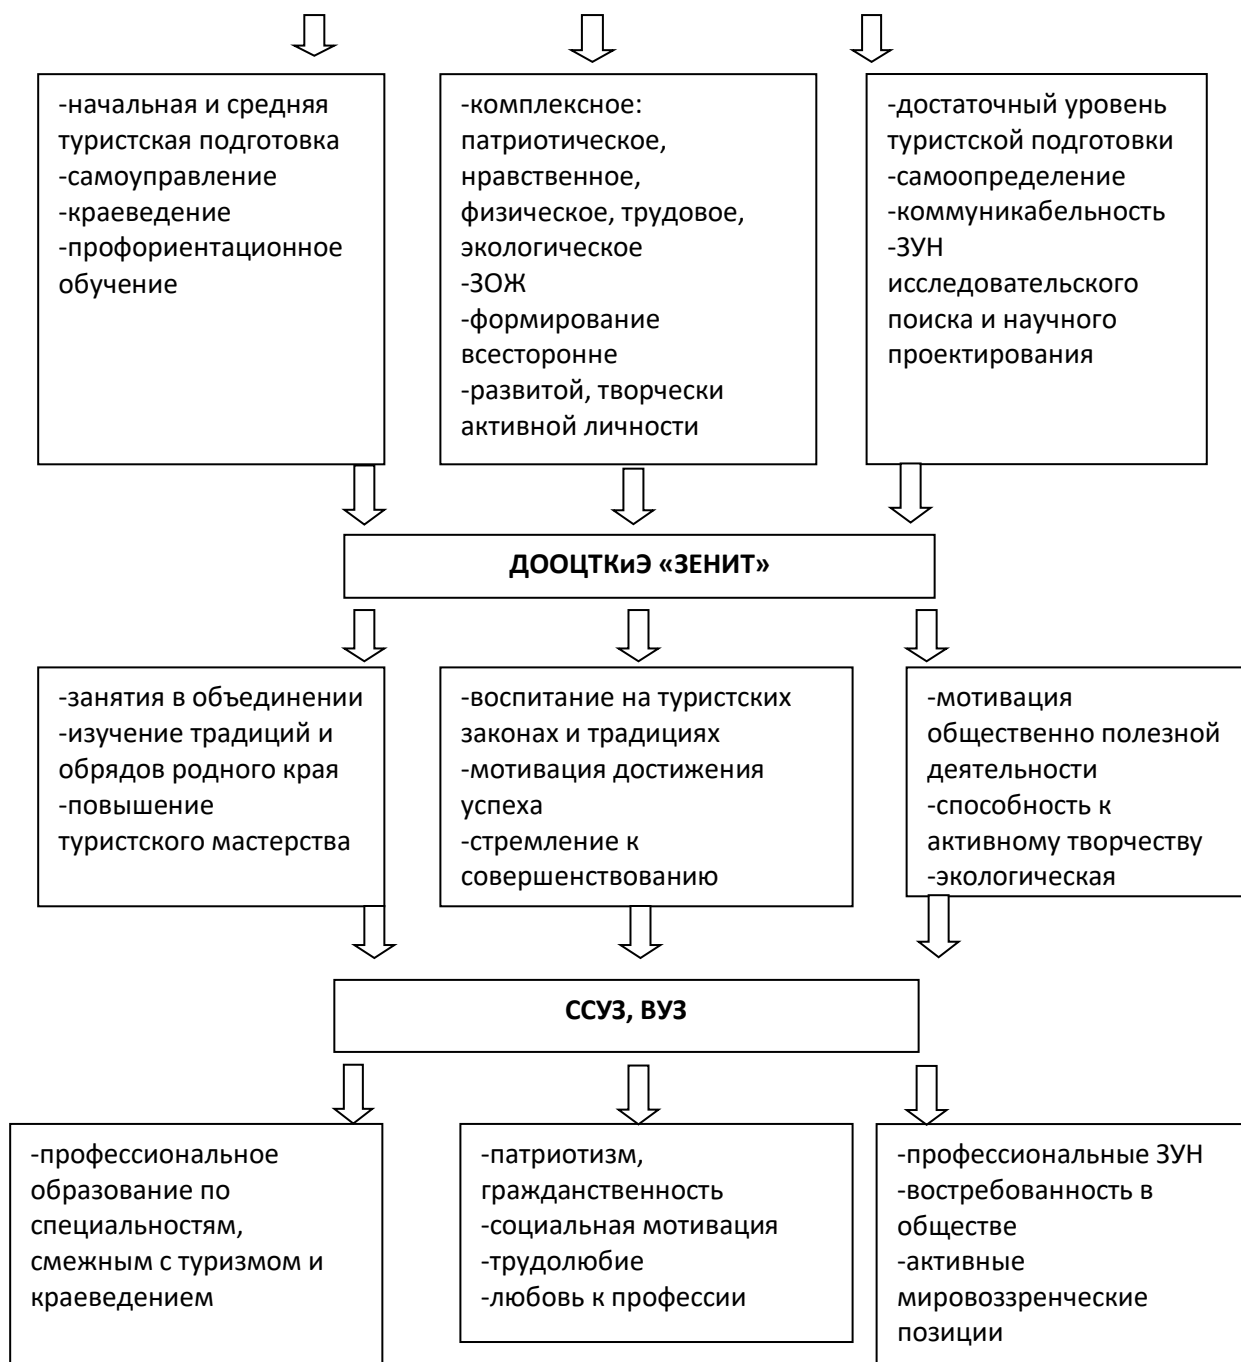 -начальная и средняя
туристская подготовка
-самоуправление
-краеведение
-профориентационное
обучение
-комплексное:
патриотическое,
нравственное,
физическое, трудовое,
экологическое
-ЗОЖ
-формирование
всесторонне
-развитой, творчески
активной личности
-достаточный уровень
туристской подготовки
-самоопределение
-коммуникабельность
-ЗУН
исследовательского
поиска и научного
проектирования
ДООЦТКиЭ «ЗЕНИТ»
-занятия в объединении
-изучение традиций и
обрядов родного края
-повышение
туристского мастерства
-воспитание на туристских
законах и традициях
-мотивация достижения
успеха
-стремление к
совершенствованию
-мотивация
общественно полезной
деятельности
-способность к
активному творчеству
-экологическая
ССУЗ, ВУЗ
-профессиональное
образование по
специальностям,
смежным с туризмом и
краеведением
-патриотизм,
гражданственность
-социальная мотивация
-трудолюбие
-любовь к профессии
-профессиональные ЗУН
-востребованность в
обществе
-активные
мировоззренческие
позиции